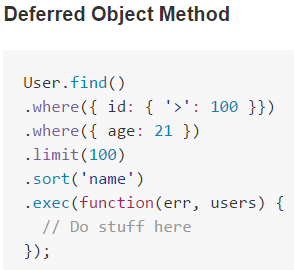 Deferred Object Method
User.find()
.where({ id: { '>': 100 }})
.where({ age: 21 })
.limit(100)
.sort('name')
.exec(function(err, users) {
  // Do stuff here
});